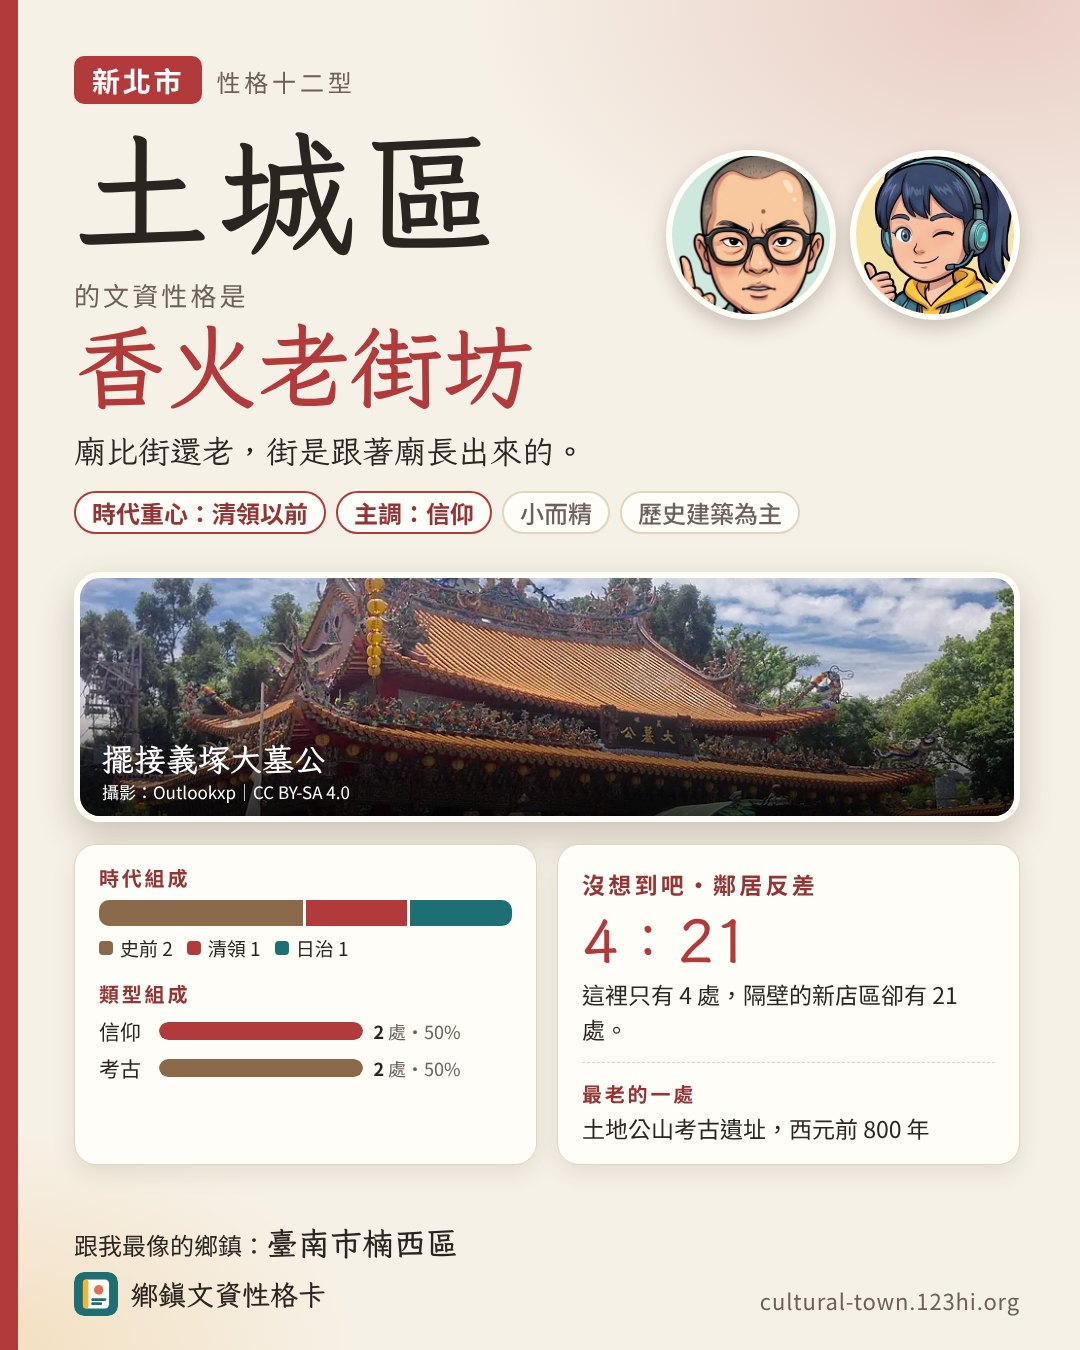 新北市 性格十二型
土城區
的文資性格是
香火老街坊
廟比街還老，街是跟著廟長出來的。
時代重心：清領以前 主調：信仰 小而精 歷史建築為主
大墓公
擺接義塚大墓公
攝影：Outlookxp｜CC BY-SA 4.0
時代組成
史前 2 清領 1 日治 1
類型組成
信仰 2 處・50%
考古 2 處・50%
沒想到吧・鄰居反差
4：21
這裡只有 4 處，隔壁的新店區卻有 21
處。
最老的一處
土地公山考古遺址，西元前 800 年
跟我最像的鄉鎮：臺南市楠西區
鄉鎮文資性格卡
cultural-town.123hi.org